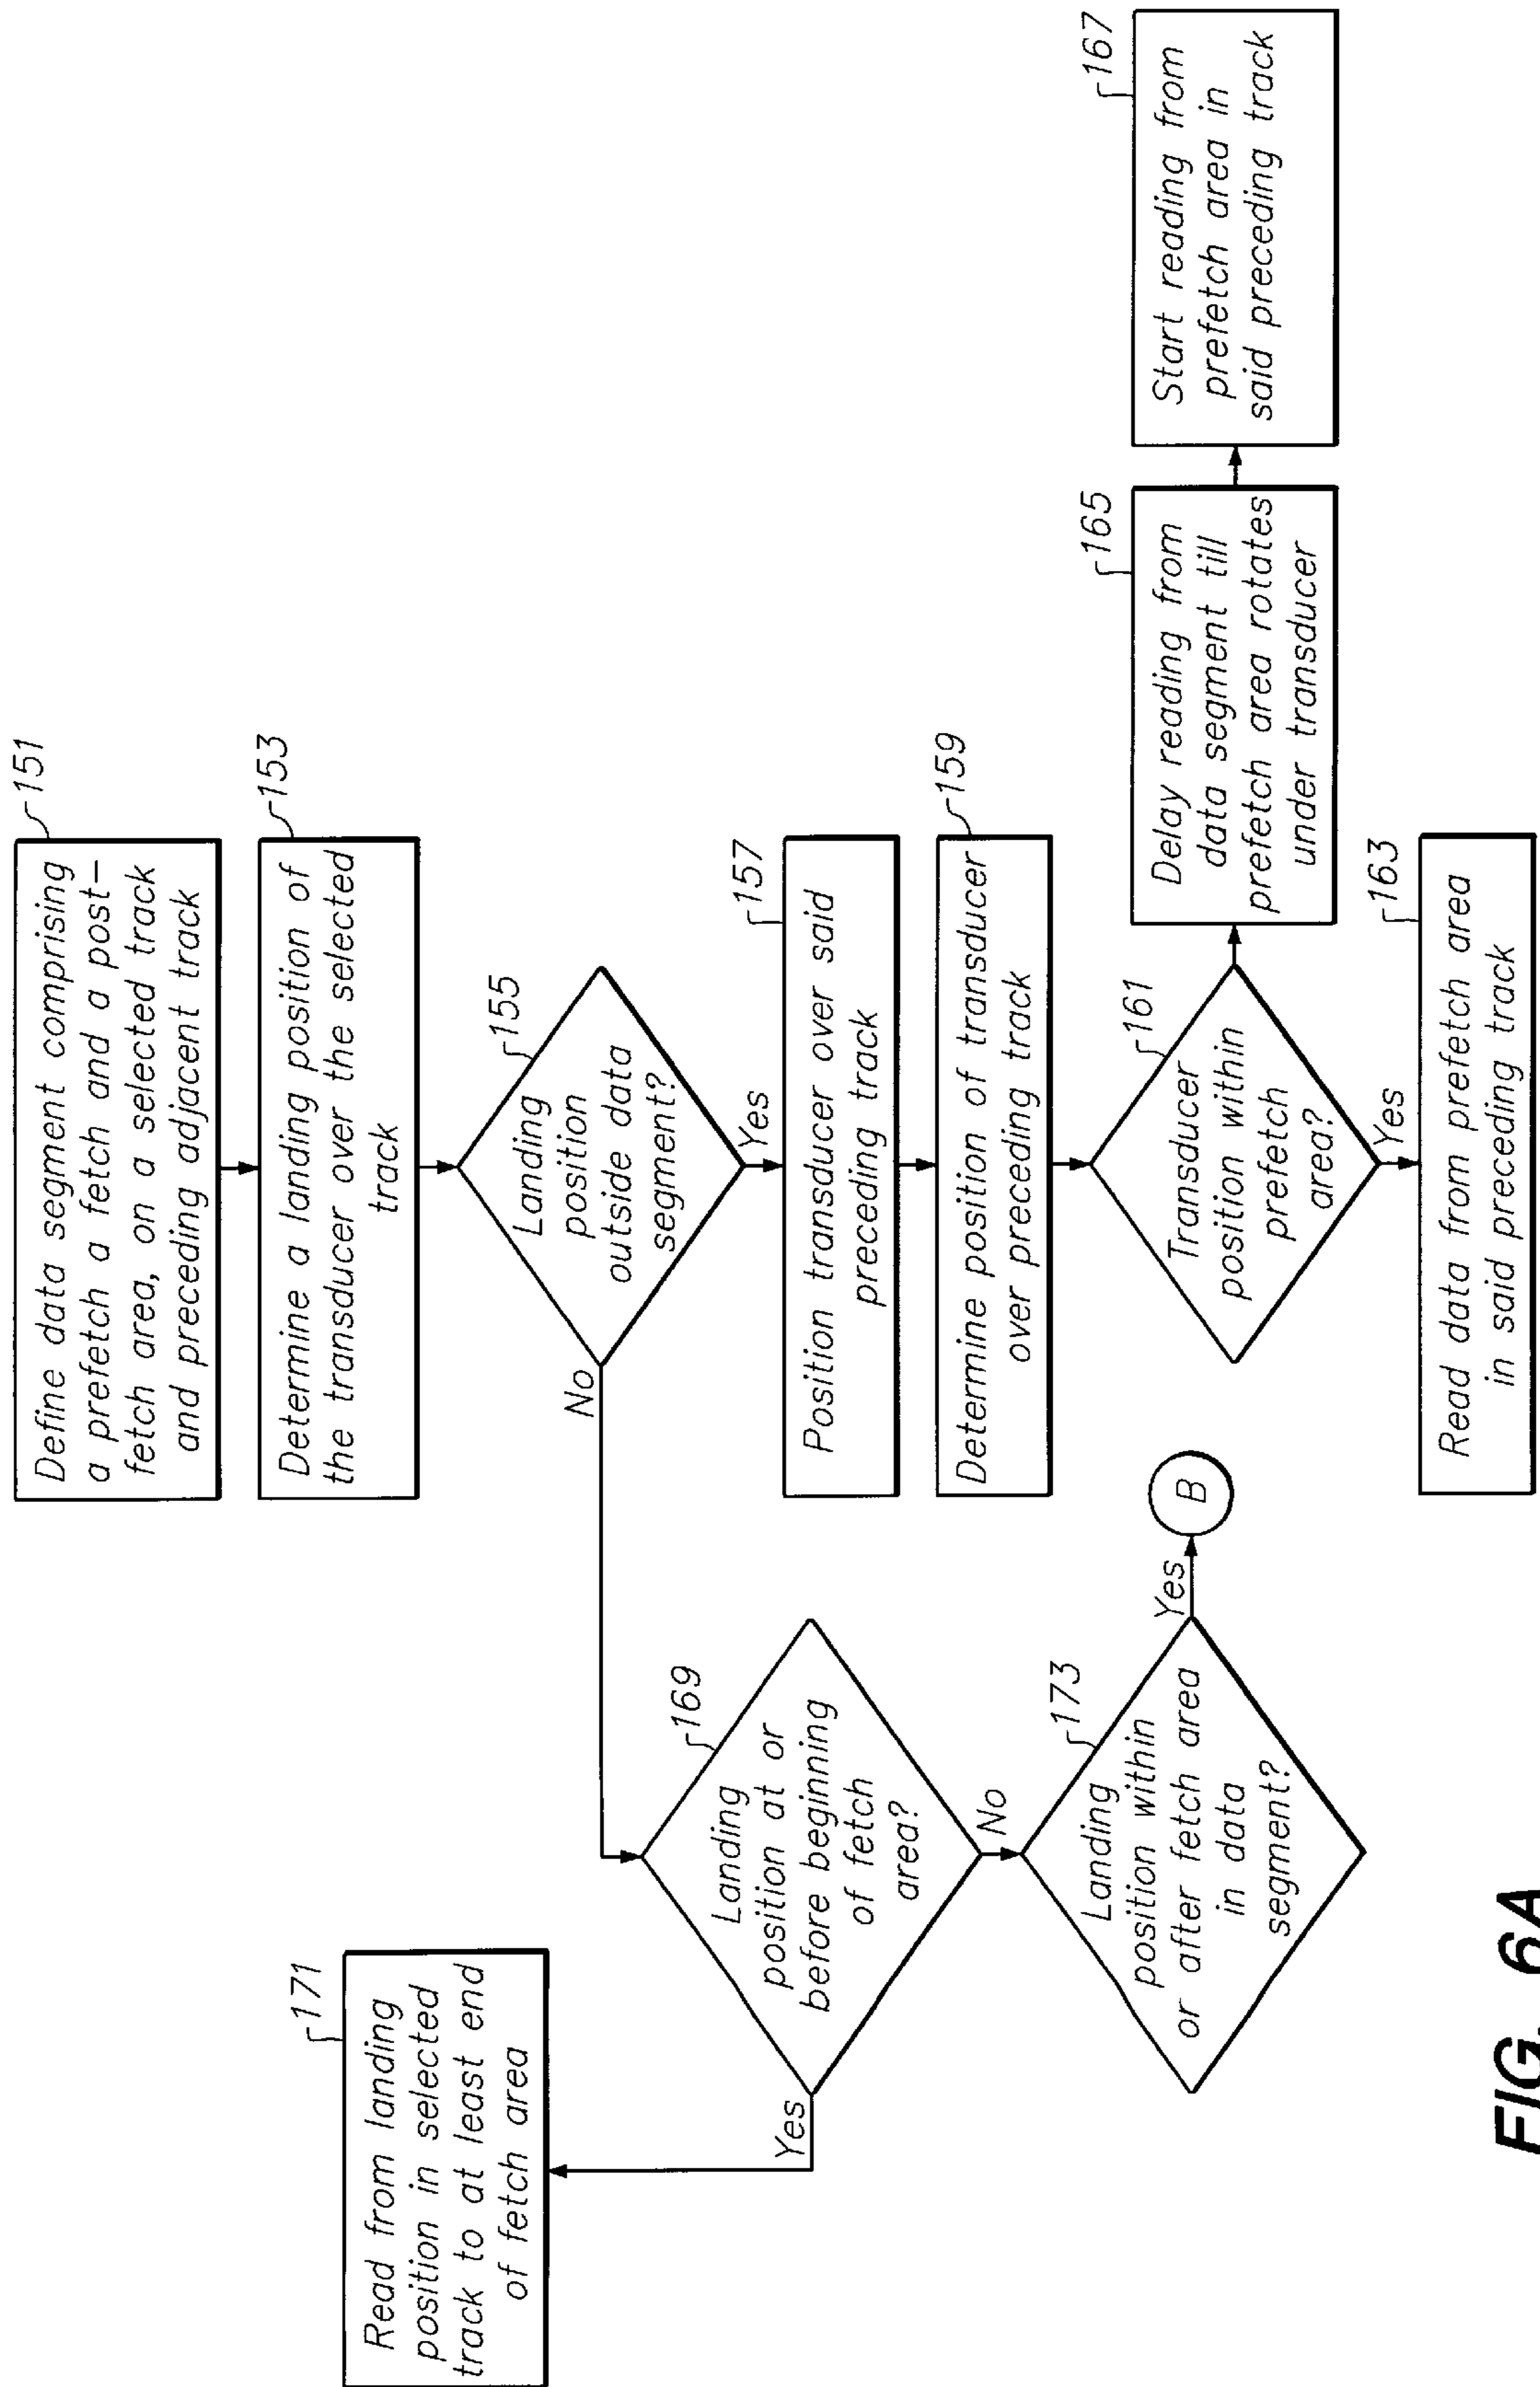 151
Define data segment comprising
a prefetch a fetch and a post-
fetch area, on a selected track
and preceding adjacent track
153
Determine a landing position of
the transducer over the selected
track
155
Landing
position
outside data
segment?
No
Yes
157
Position transducer over said
preceding track
159
Determine position of transducer
over preceding track
161
Transducer
position within
prefetch
area?
Yes
163
Read data from prefetch area
in said preceding track
165
Delay reading from
data segment till
prefetch area rotates
under transducer
167
Start reading from
prefetch area in
said preceding track
169
Landing
position at or
before beginning
of fetch
area?
Yes
No
171
Read from landing
position in selected
track to at least end
of fetch area
173
Landing
position within
or after fetch area
in data
segment?
Yes
B
FIG. 6A